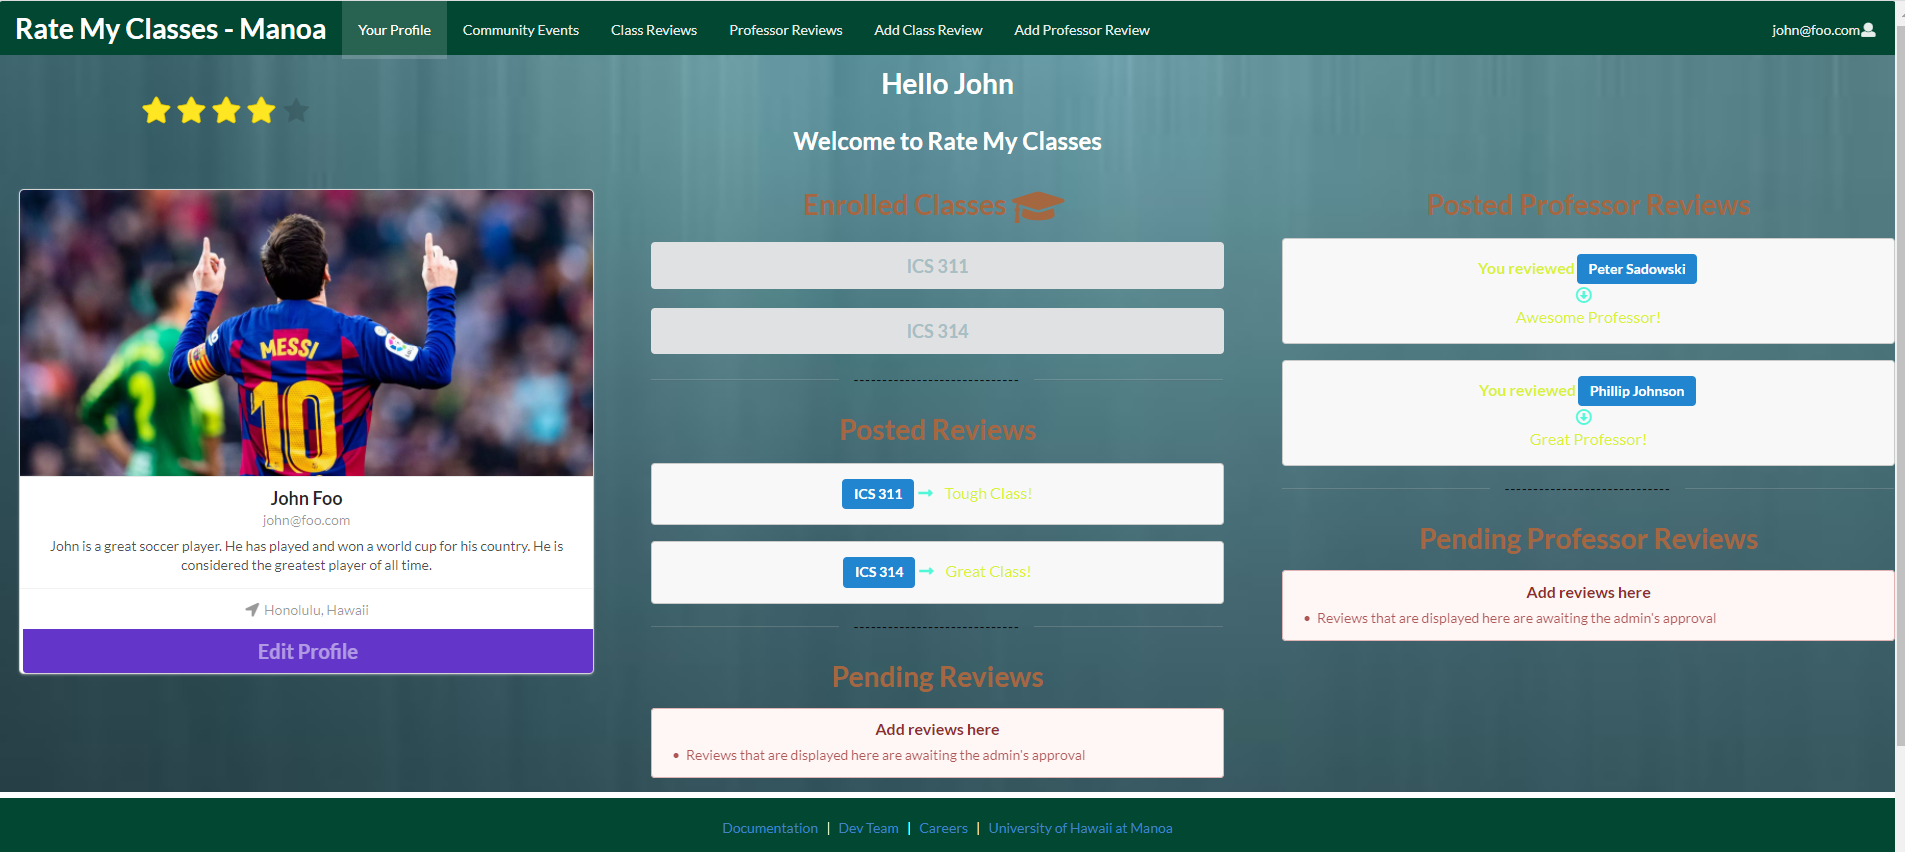 Rate My Classes - Manoa
Your Profile
Community Events
Class Reviews
Professor Reviews
Add Class Review
Add Professor Review
john@foo.com
Hello John
Welcome to Rate My Classes
MESSI
10
John Foo
john@foo.com
John is a great soccer player. He has played and won a world cup for his country. He is
considered the greatest player of all time.
Honolulu, Hawaii
Edit Profile
Enrolled Classes
ICS 311
ICS 314
----------------------------
Posted Reviews
ICS 311 Tough Class!
ICS 314 Great Class!
----------------------------
Pending Reviews
Add reviews here
• Reviews that are displayed here are awaiting the admin's approval
Posted Professor Reviews
You reviewed Peter Sadowski
Awesome Professor!
You reviewed Phillip Johnson
Great Professor!
----------------------------
Pending Professor Reviews
Add reviews here
• Reviews that are displayed here are awaiting the admin's approval
Documentation | Dev Team | Careers | University of Hawaii at Manoa